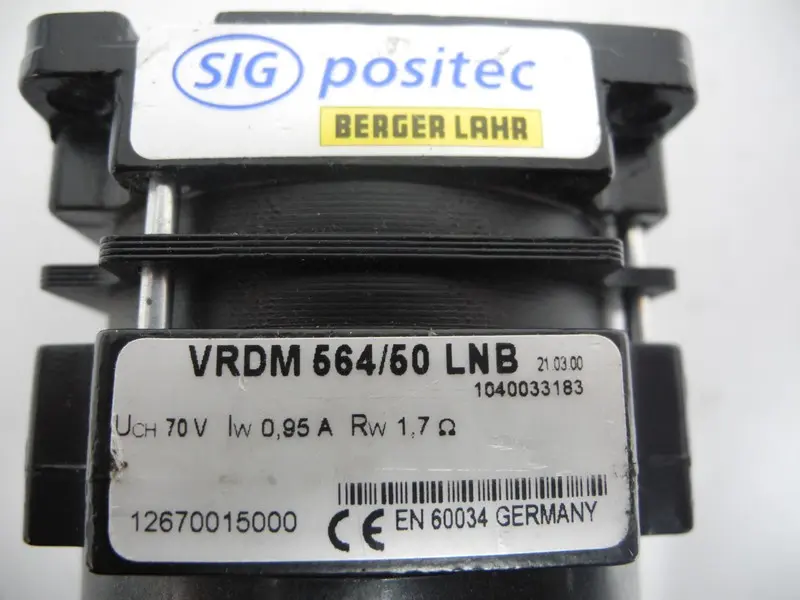 SIG positec
BERGER LAHR
VRDM 564/50 LNB 21.03.00
1040033183
UCH 70 V IW 0,95 A RW 1,7 Ω
12670015000 CE EN 60034 GERMANY